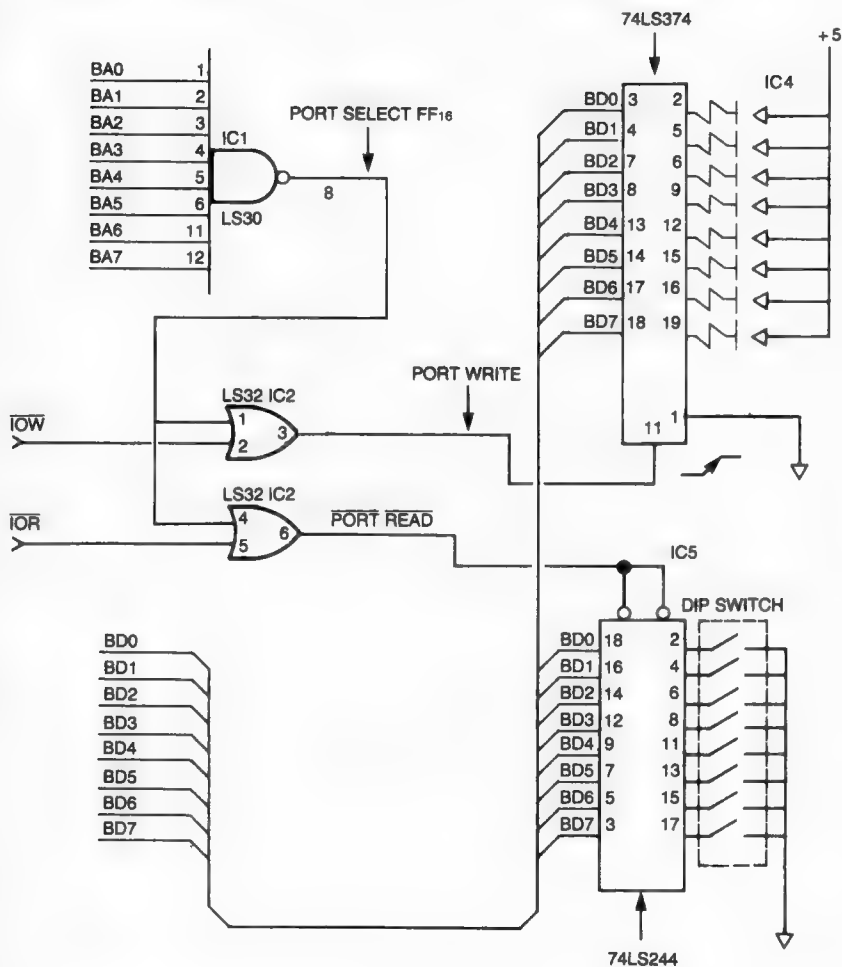 74LS374
+5
IC4
BA0 1
BA1 2
BA2 3
BA3 4
BA4 5
BA5 6
BA6 11
BA7 12
IC1
LS30
8
PORT SELECT FF₁₆
BD0 3 2
BD1 4 5
BD2 7 6
BD3 8 9
BD4 13 12
BD5 14 15
BD6 17 16
BD7 18 19
11 1
PORT WRITE
LS32 IC2
IOW
1
2
3
LS32 IC2
IOR
4
5
6
PORT READ
IC5
DIP SWITCH
BD0
BD1
BD2
BD3
BD4
BD5
BD6
BD7
BD0 18 2
BD1 16 4
BD2 14 6
BD3 12 8
BD4 9 11
BD5 7 13
BD6 5 15
BD7 3 17
74LS244